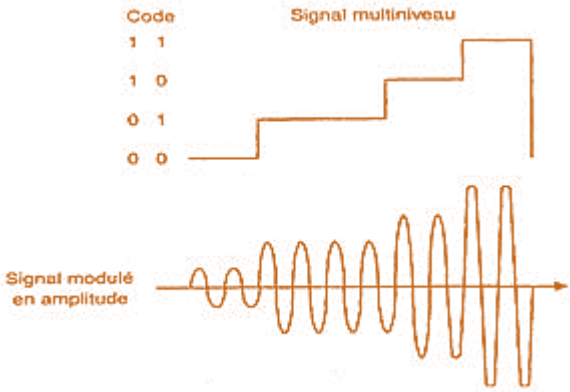 Code Signal multiniveau
1 1
1 0
0 1
0 0
Signal modulé
en amplitude